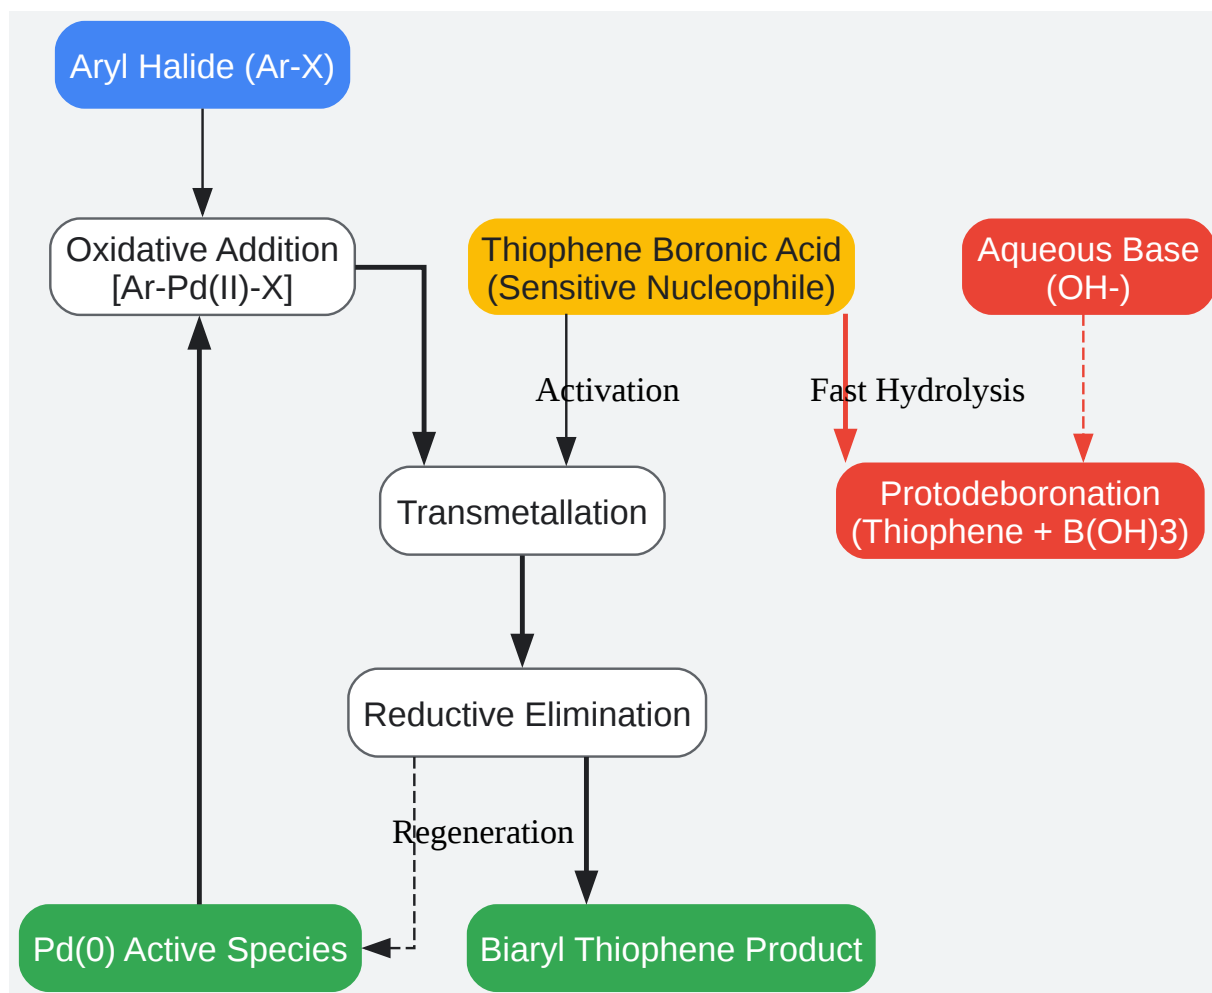 Aryl Halide (Ar-X)
Oxidative Addition
[Ar-Pd(II)-X]
Thiophene Boronic Acid
(Sensitive Nucleophile)
Aqueous Base
(OH-)
Activation
Fast Hydrolysis
Transmetallation
Protodeboronation
(Thiophene + B(OH)3)
Reductive Elimination
Regeneration
Pd(0) Active Species
Biaryl Thiophene Product